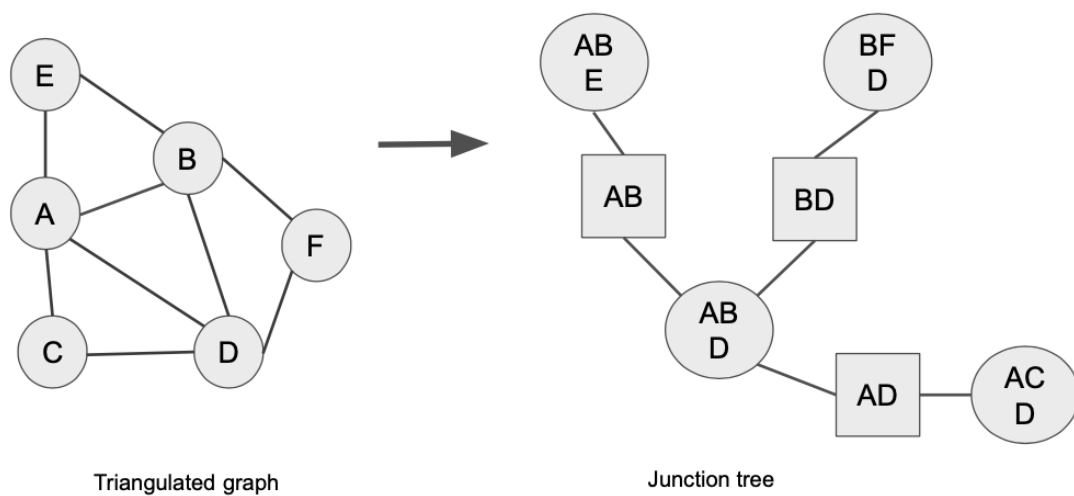 E
B
A
F
C
D
Triangulated graph
AB
E
BF
D
AB
BD
AB
D
AD
AC
D
Junction tree